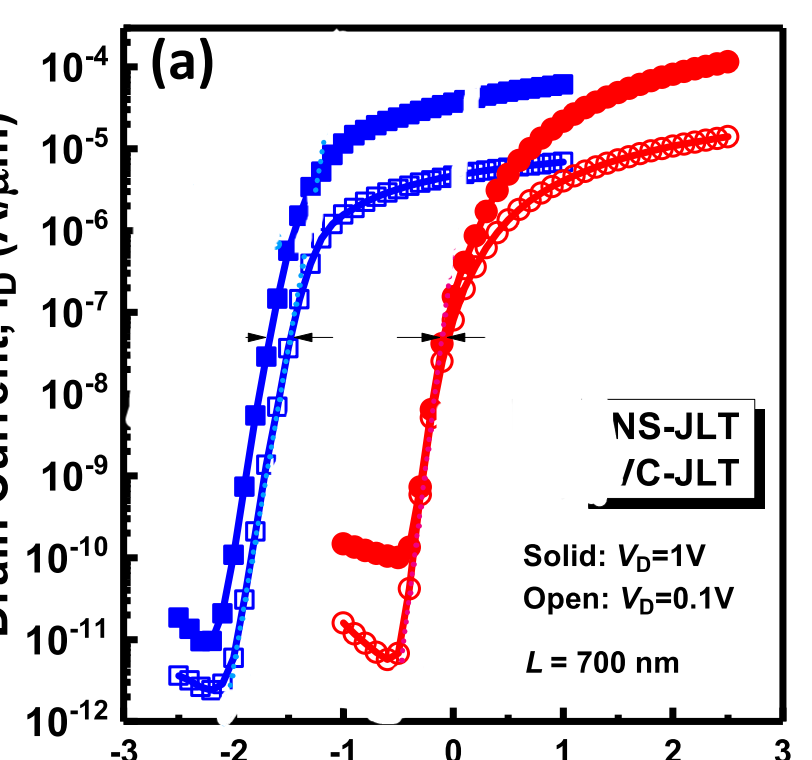 (a)
10-4
10-5
10-6
10-7
10-8
10-9
10-10
10-11
10-12
NS-JLT
/C-JLT
Solid: VD=1V
Open: VD=0.1V
L = 700 nm
-3 -2 -1 0 1 2 3